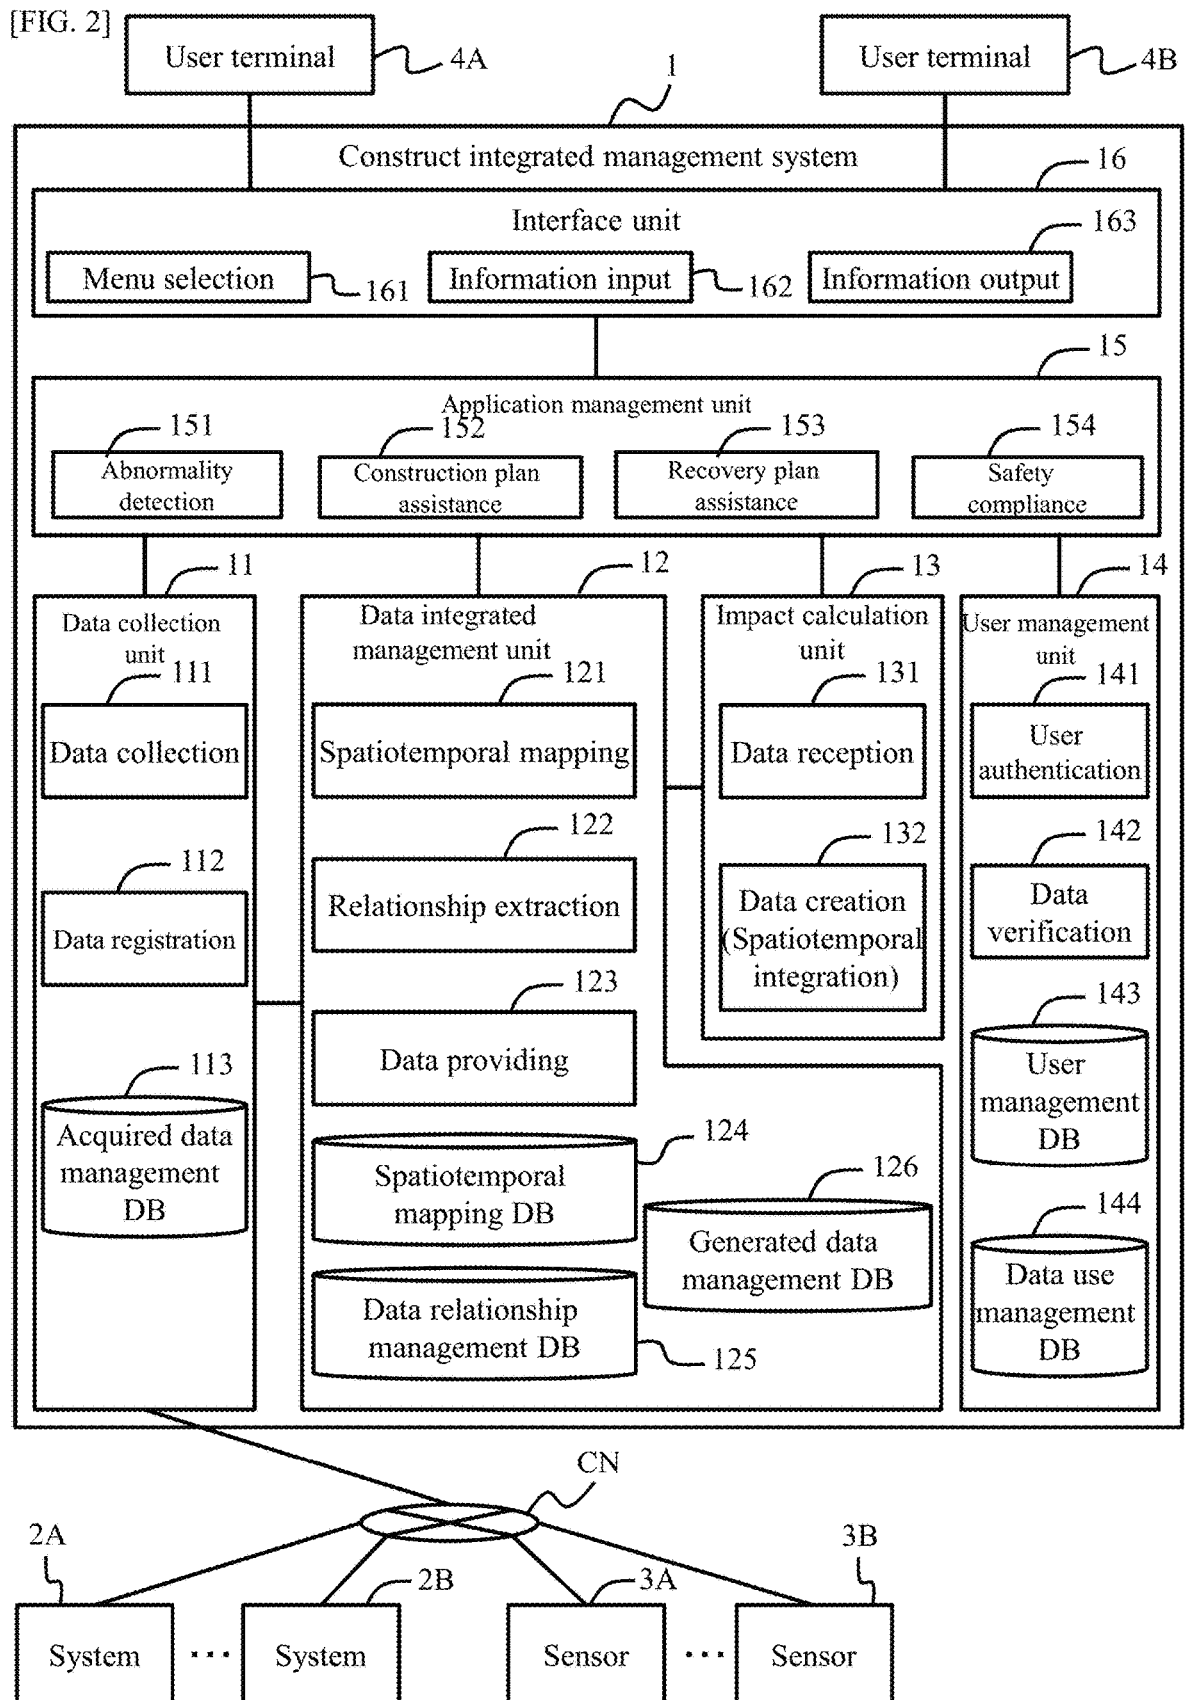 [FIG. 2]
User terminal
4A
User terminal
4B
1
Construct integrated management system
16
Interface unit
163
Menu selection
161
Information input
162
Information output
15
Application management unit
151
152
153
154
Abnormality
detection
Construction plan
assistance
Recovery plan
assistance
Safety
compliance
11
Data collection
unit
111
Data collection
112
Data registration
113
Acquired data
management
DB
12
Data integrated
management unit
121
Spatiotemporal mapping
122
Relationship extraction
123
Data providing
124
Spatiotemporal
mapping DB
Data relationship
management DB
125
126
Generated data
management DB
13
Impact calculation
unit
131
Data reception
132
Data creation
(Spatiotemporal
integration)
14
User management
unit
141
User
authentication
142
Data
verification
143
User
management
DB
144
Data use
management
DB
CN
2A
System
...
2B
System
3A
Sensor
...
3B
Sensor